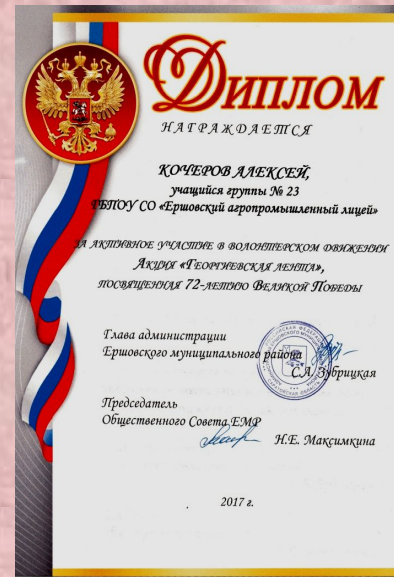 ДИПЛОМ
НАГРАЖДАЕТСЯ
КОЧЕРОВ АЛЕКСЕЙ,
учащийся группы № 23
ГБПОУ СО «Ершовский агропромышленный лицей»
ЗА АКТИВНОЕ УЧАСТИЕ В ВОЛОНТЕРСКОМ ДВИЖЕНИИ
АКЦИЯ «ГЕОРГИЕВСКАЯ ЛЕНТА»,
ПОСВЯЩЕННАЯ 72-ЛЕТИЮ ВЕЛИКОЙ ПОБЕДЫ
Глава администрации
Ершовского муниципального района
С.А. Зубрицкая
Председатель
Общественного Совета ЕМР
Н.Е. Максимкина
2017 г.